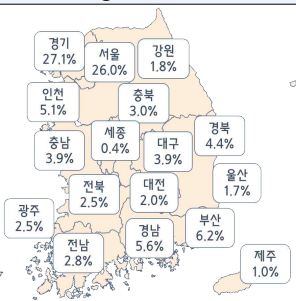 경기
27.1%
서울
26.0%
강원
1.8%
인천
5.1%
충북
3.0%
경북
4.4%
세종
0.4%
충남
3.9%
대구
3.9%
울산
1.7%
전북
2.5%
대전
2.0%
광주
2.5%
부산
6.2%
경남
5.6%
전남
2.8%
제주
1.0%